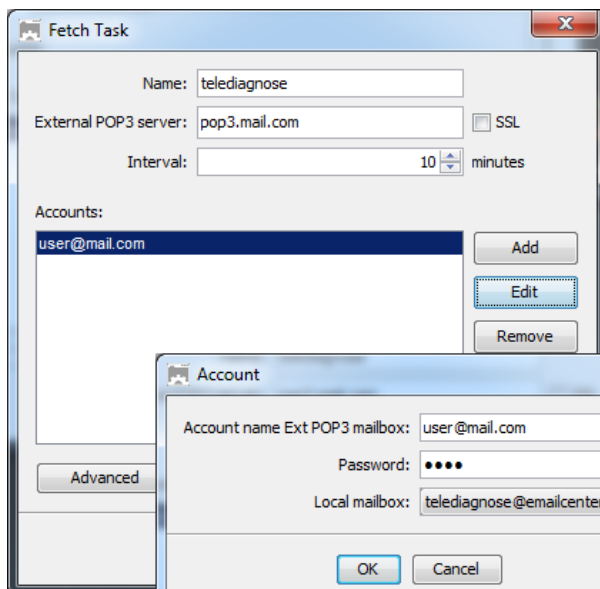 Fetch Task
Name: telediagnose
External POP3 server: pop3.mail.com SSL
Interval: 10 minutes
Accounts:
user@mail.com
Add
Edit
Remove
Account
Account name Ext POP3 mailbox: user@mail.com
Password: ••••
Advanced
Local mailbox: telediagnose@emailcenter
OK Cancel